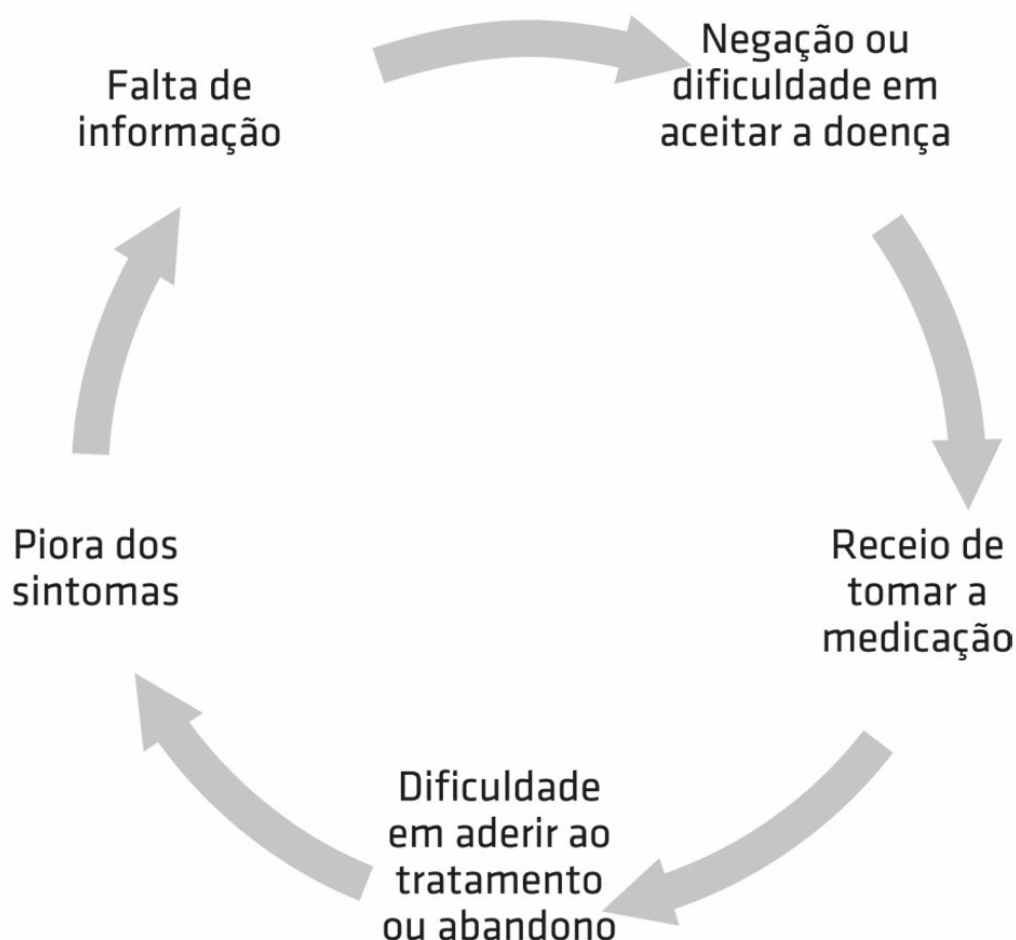 Falta de
informação
Negação ou
dificuldade em
aceitar a doença
Receio de
tomar a
medicação
Dificuldade
em aderir ao
tratamento
ou abandono
Piora dos
sintomas